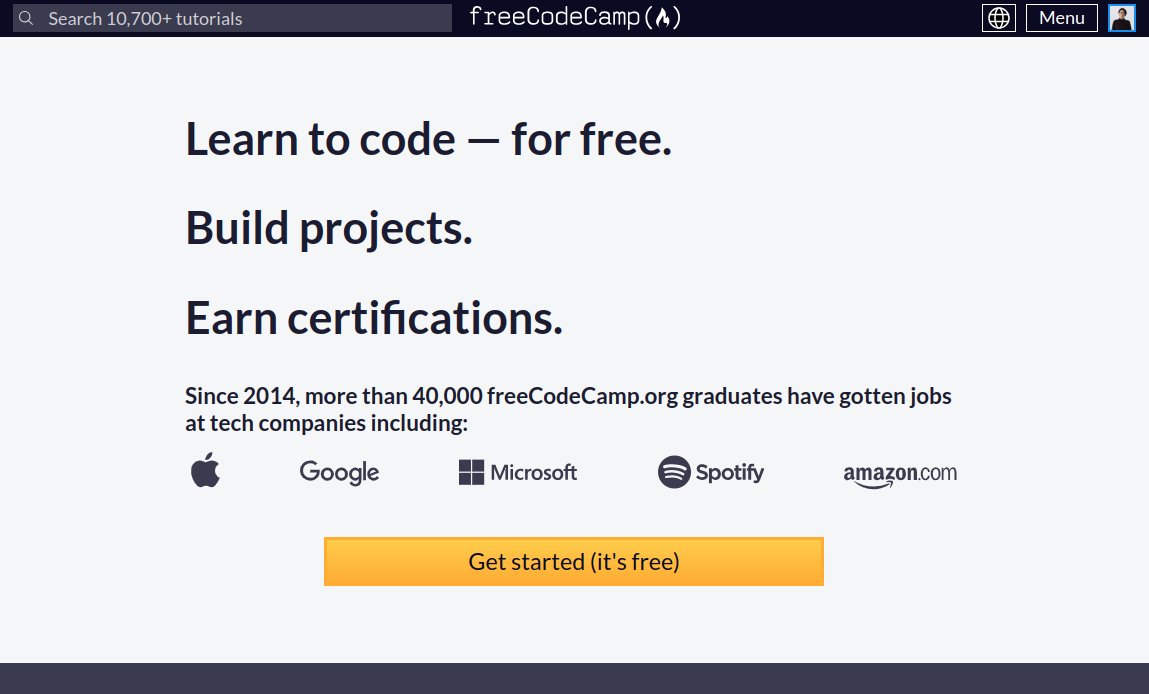 Search 10,700+ tutorials
freeCodeCamp
Menu
Learn to code — for free.
Build projects.
Earn certifications.
Since 2014, more than 40,000 freeCodeCamp.org graduates have gotten jobs
at tech companies including:
Google
Microsoft
Spotify
amazon.com
Get started (it's free)